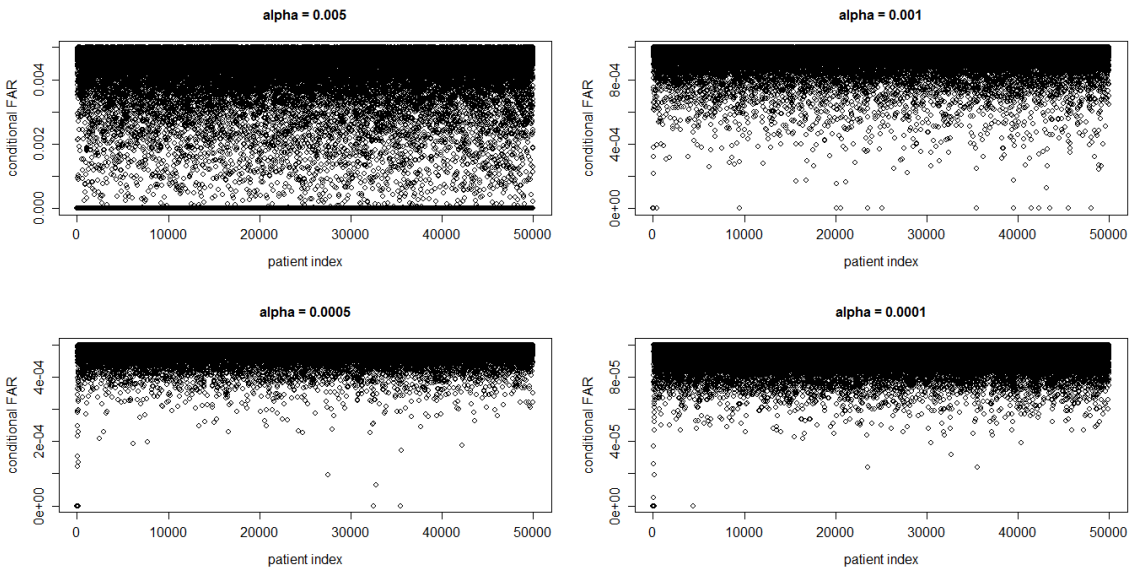 alpha = 0.005
conditional FAR
0.004
0.002
0.000
0
10000
20000
30000
40000
50000
patient index
alpha = 0.001
conditional FAR
8e-04
4e-04
0e+00
0
10000
20000
30000
40000
50000
patient index
alpha = 0.0005
conditional FAR
4e-04
2e-04
0e+00
0
10000
20000
30000
40000
50000
patient index
alpha = 0.0001
conditional FAR
8e-05
4e-05
0e+00
0
10000
20000
30000
40000
50000
patient index